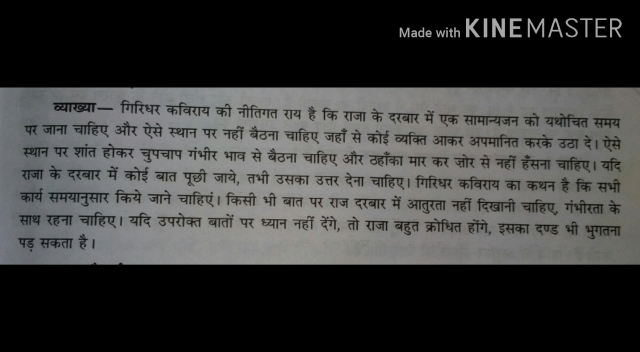 Made with KINEMASTER
व्याख्या— गिरिधर कविराय की नीतिगत राय है कि राजा के दरबार में एक सामान्यजन को यथोचित समय
पर जाना चाहिए और ऐसे स्थान पर नहीं बैठना चाहिए जहाँ से कोई व्यक्ति आकर अपमानित करके उठा दे। ऐसे
स्थान पर शांत होकर चुपचाप गंभीर भाव से बैठना चाहिए और ठहाँका मार कर ज़ोर से नहीं हँसना चाहिए। यदि
राजा के दरबार में कोई बात पूछी जाये, तभी उसका उत्तर देना चाहिए। गिरिधर कविराय का कथन है कि सभी
कार्य समयानुसार किये जाने चाहिएं। किसी भी बात पर राज दरबार में आतुरता नहीं दिखानी चाहिए, गंभीरता के
साथ रहना चाहिए। यदि उपरोक्त बातों पर ध्यान नहीं देंगे, तो राजा बहुत क्रोधित होंगे, इसका दण्ड भी भुगतना
पड़ सकता है।